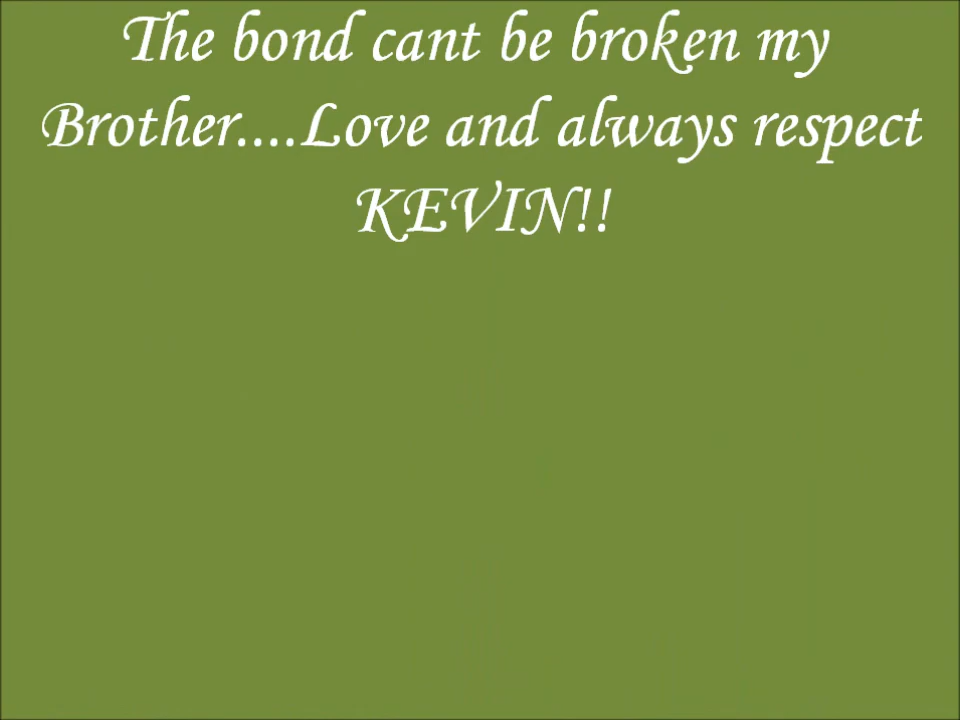 The bond cant be broken my
Brother....Love and always respect
KEVIN!!